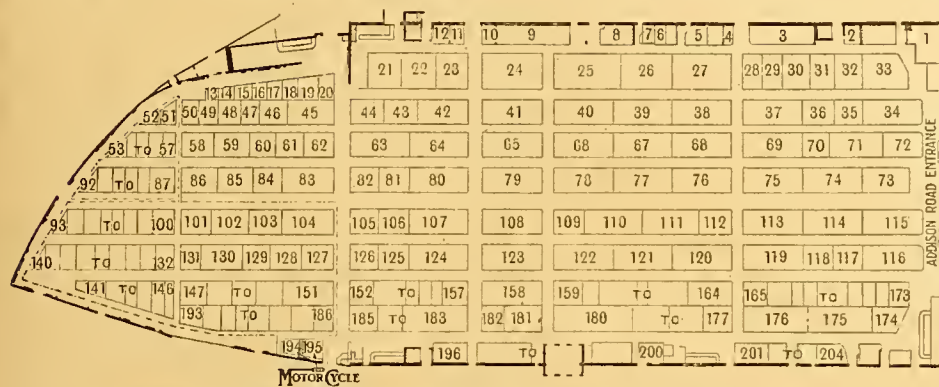 12 11 10 9 8 7 6 5 4 3 2 1
21 22 23 24 25 26 27 28 29 30 31 32 33
13 14 15 16 17 18 19 20
52 51 50 49 48 47 46 45 44 43 42 41 40 39 38 37 36 35 34
53 TO 57 58 59 60 61 62 63 64 65 68 67 68 69 70 71 72
92 TO 87 86 85 84 83 82 81 80 79 78 77 76 75 74 73
93 TO 100 101 102 103 104 105 106 107 108 109 110 111 112 113 114 115
140 TO 132 131 130 129 128 127 126 125 124 123 122 121 120 119 118 117 116
141 TO 146 147 TO 151 152 TO 157 158 159 TO 164 165 TO 173
193 TO 186 185 TO 183 182 181 180 TO 177 176 175 174
194 195 196 TO 200 201 TO 204
MOTOR CYCLE
ADDISON ROAD ENTRANCE